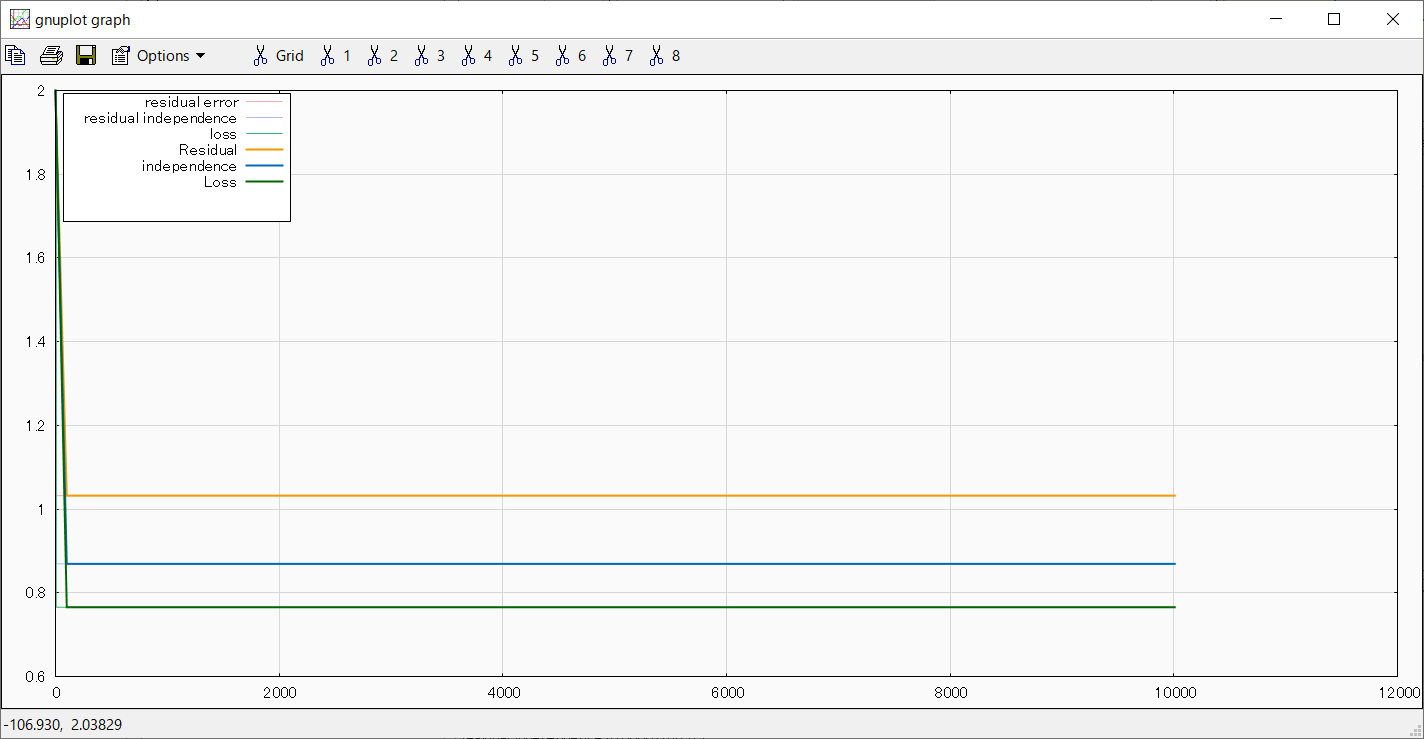 gnuplot graph
Options Grid 1 2 3 4 5 6 7 8
2
1.8
1.6
1.4
1.2
1
0.8
0.6
residual error
residual independence
loss
Residual
independence
Loss
0 2000 4000 6000 8000 10000 12000
-106.930, 2.03829